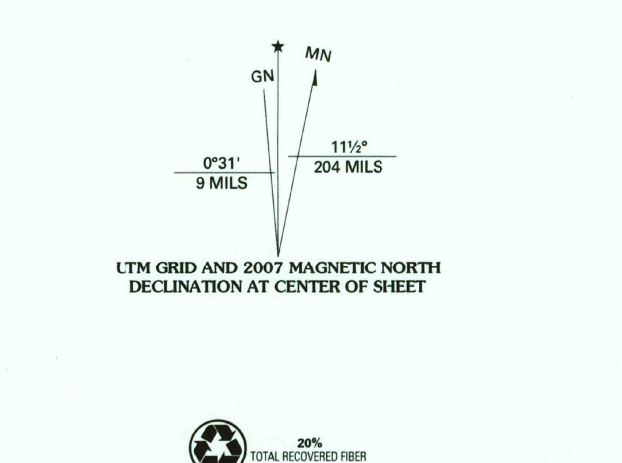 ★
GN
MN
0°31'
9 MILS
11½°
204 MILS
UTM GRID AND 2007 MAGNETIC NORTH
DECLINATION AT CENTER OF SHEET
20%
TOTAL RECOVERED FIBER